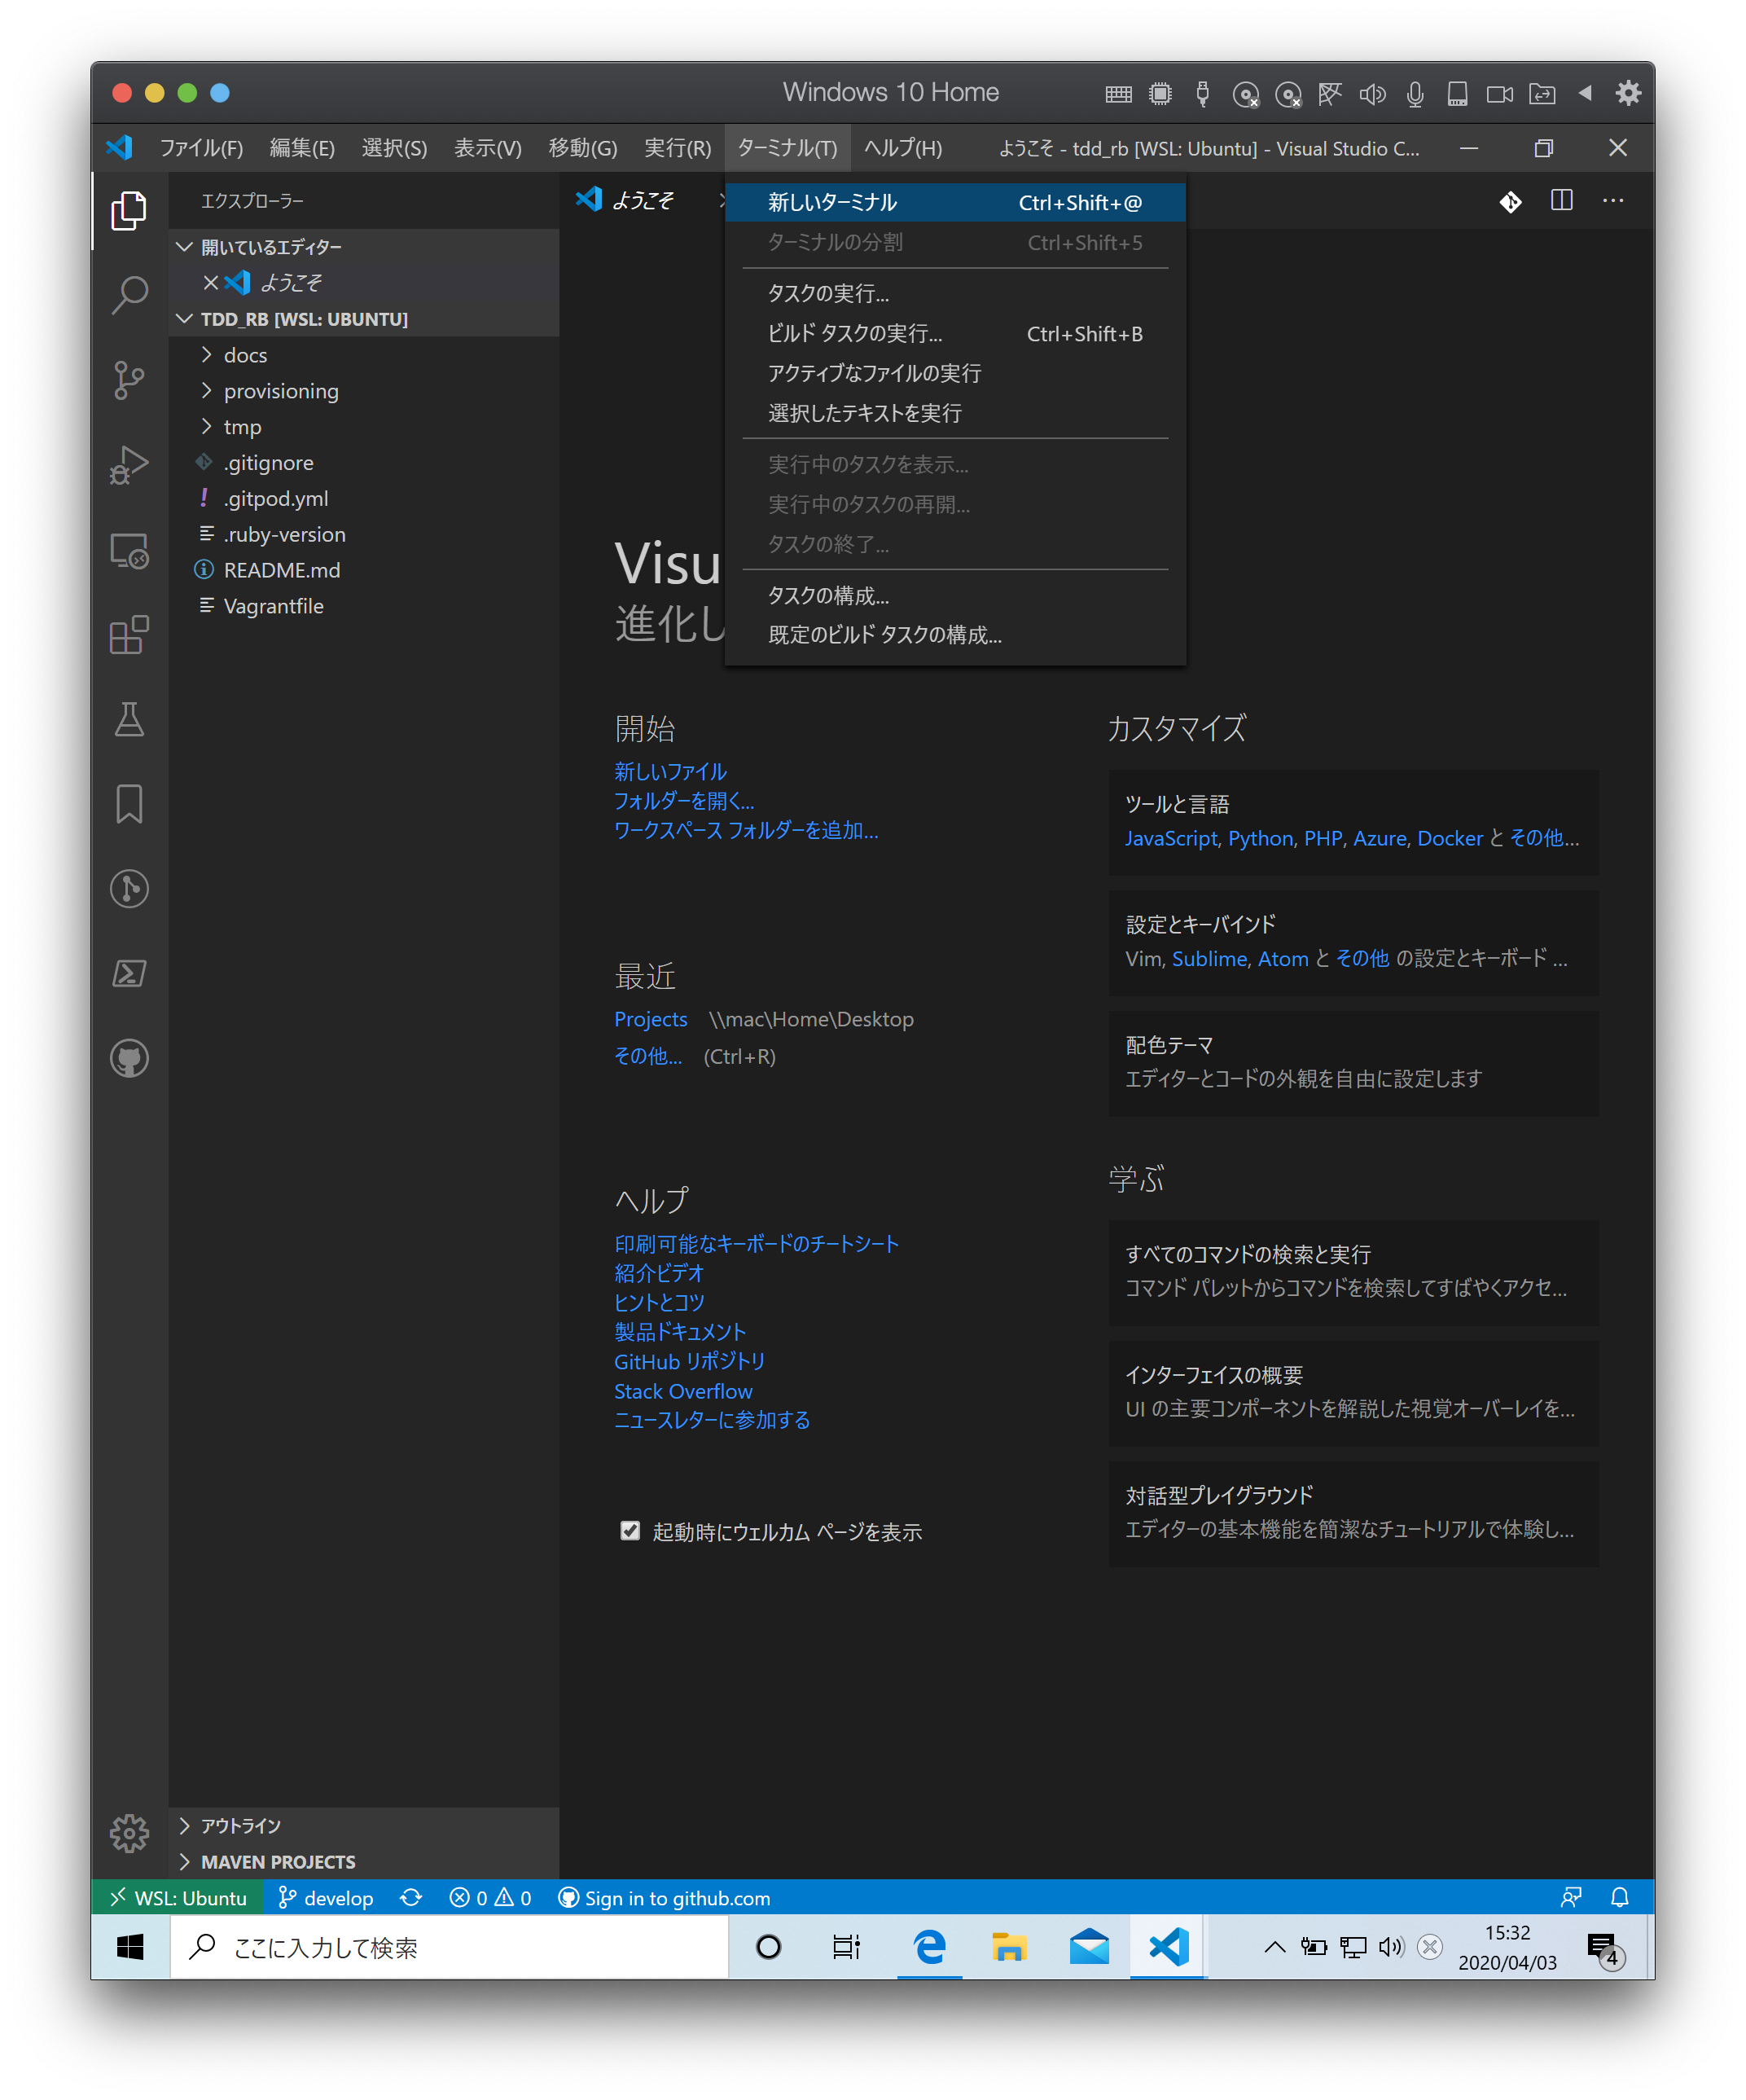 Windows 10 Home
ファイル(F) 編集(E) 選択(S) 表示(V) 移動(G) 実行(R) ターミナル(T) ヘルプ(H) ようこそ - tdd_rb [WSL: Ubuntu] - Visual Studio C...
エクスプローラー
開いているエディター
ようこそ
TDD_RB [WSL: UBUNTU]
docs
provisioning
tmp
.gitignore
.gitpod.yml
.ruby-version
README.md
Vagrantfile
アウトライン
MAVEN PROJECTS
ようこそ
新しいターミナル Ctrl+Shift+@
ターミナルの分割 Ctrl+Shift+5
タスクの実行...
ビルド タスクの実行... Ctrl+Shift+B
アクティブなファイルの実行
選択したテキストを実行
実行中のタスクを表示...
実行中のタスクの再開...
タスクの終了...
タスクの構成...
既定のビルド タスクの構成...
Visu
進化し
開始
新しいファイル
フォルダーを開く...
ワークスペース フォルダーを追加...
最近
Projects \\mac\Home\Desktop
その他... (Ctrl+R)
ヘルプ
印刷可能なキーボードのチートシート
紹介ビデオ
ヒントとコツ
製品ドキュメント
GitHub リポジトリ
Stack Overflow
ニュースレターに参加する
起動時にウェルカム ページを表示
カスタマイズ
ツールと言語
JavaScript, Python, PHP, Azure, Docker と その他...
設定とキーバインド
Vim, Sublime, Atom と その他 の設定とキーボード ...
配色テーマ
エディターとコードの外観を自由に設定します
学ぶ
すべてのコマンドの検索と実行
コマンド パレットからコマンドを検索してすばやくアクセ...
インターフェイスの概要
UI の主要コンポーネントを解説した視覚オーバーレイを...
対話型プレイグラウンド
エディターの基本機能を簡潔なチュートリアルで体験し...
WSL: Ubuntu develop 0 0 Sign in to github.com
ここに入力して検索
15:32
2020/04/03
4